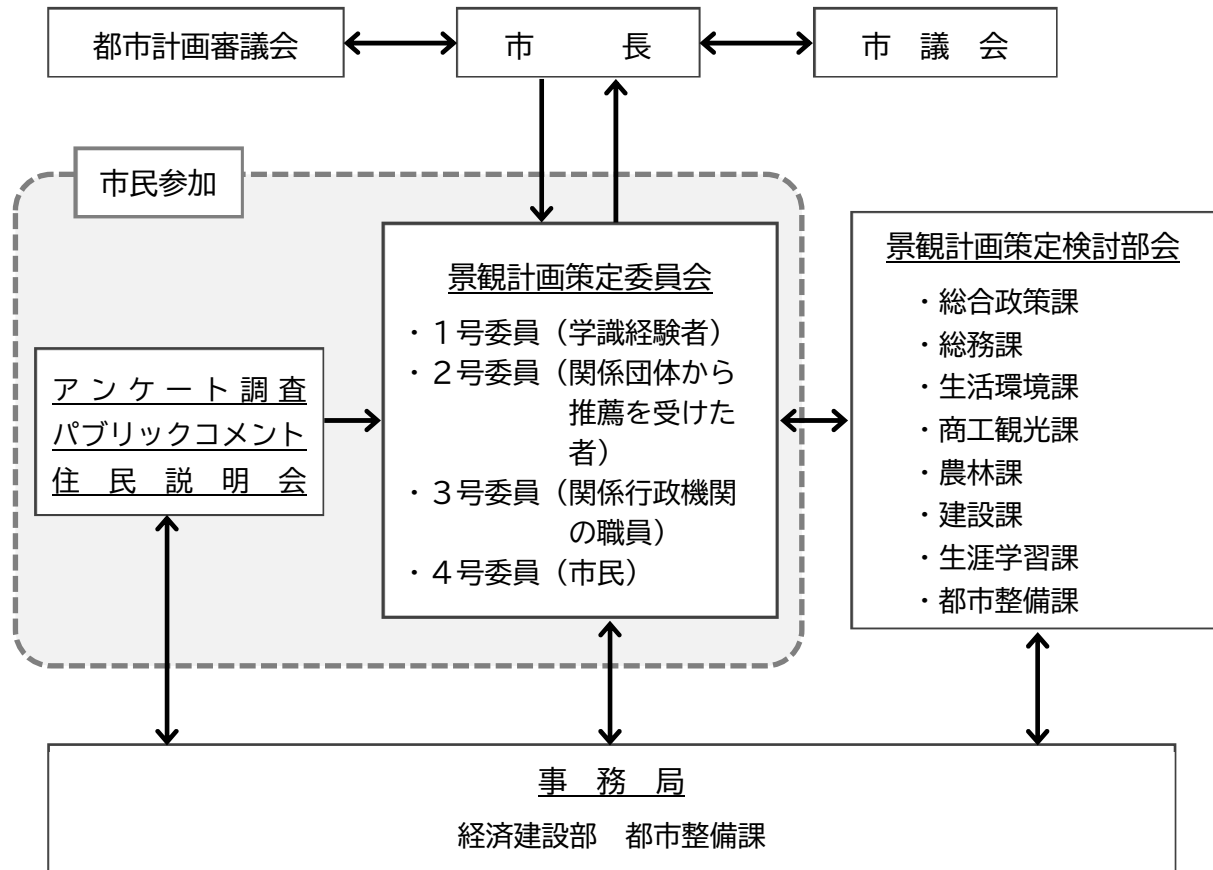 都市計画審議会
市長
市議会
市民参加
景観計画策定委員会
・１号委員（学識経験者）
・２号委員（関係団体から
推薦を受けた
者）
・３号委員（関係行政機関
の職員）
・４号委員（市民）
アンケート調査
パブリックコメント
住民説明会
景観計画策定検討部会
・総合政策課
・総務課
・生活環境課
・商工観光課
・農林課
・建設課
・生涯学習課
・都市整備課
事務局
経済建設部　都市整備課